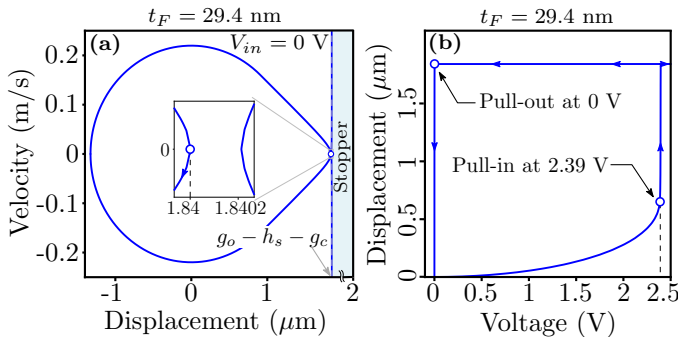 t_F = 29.4 nm
(a)
V_in = 0 V
Velocity (m/s)
0.2
0.1
0
-0.1
-0.2
0
1.84
1.8402
Stopper
g_o − h_s − g_c
-1
0
1
2
Displacement (μm)
t_F = 29.4 nm
(b)
Displacement (μm)
1.5
1
0.5
0
Pull-out at 0 V
Pull-in at 2.39 V
0
0.5
1
1.5
2
2.5
Voltage (V)